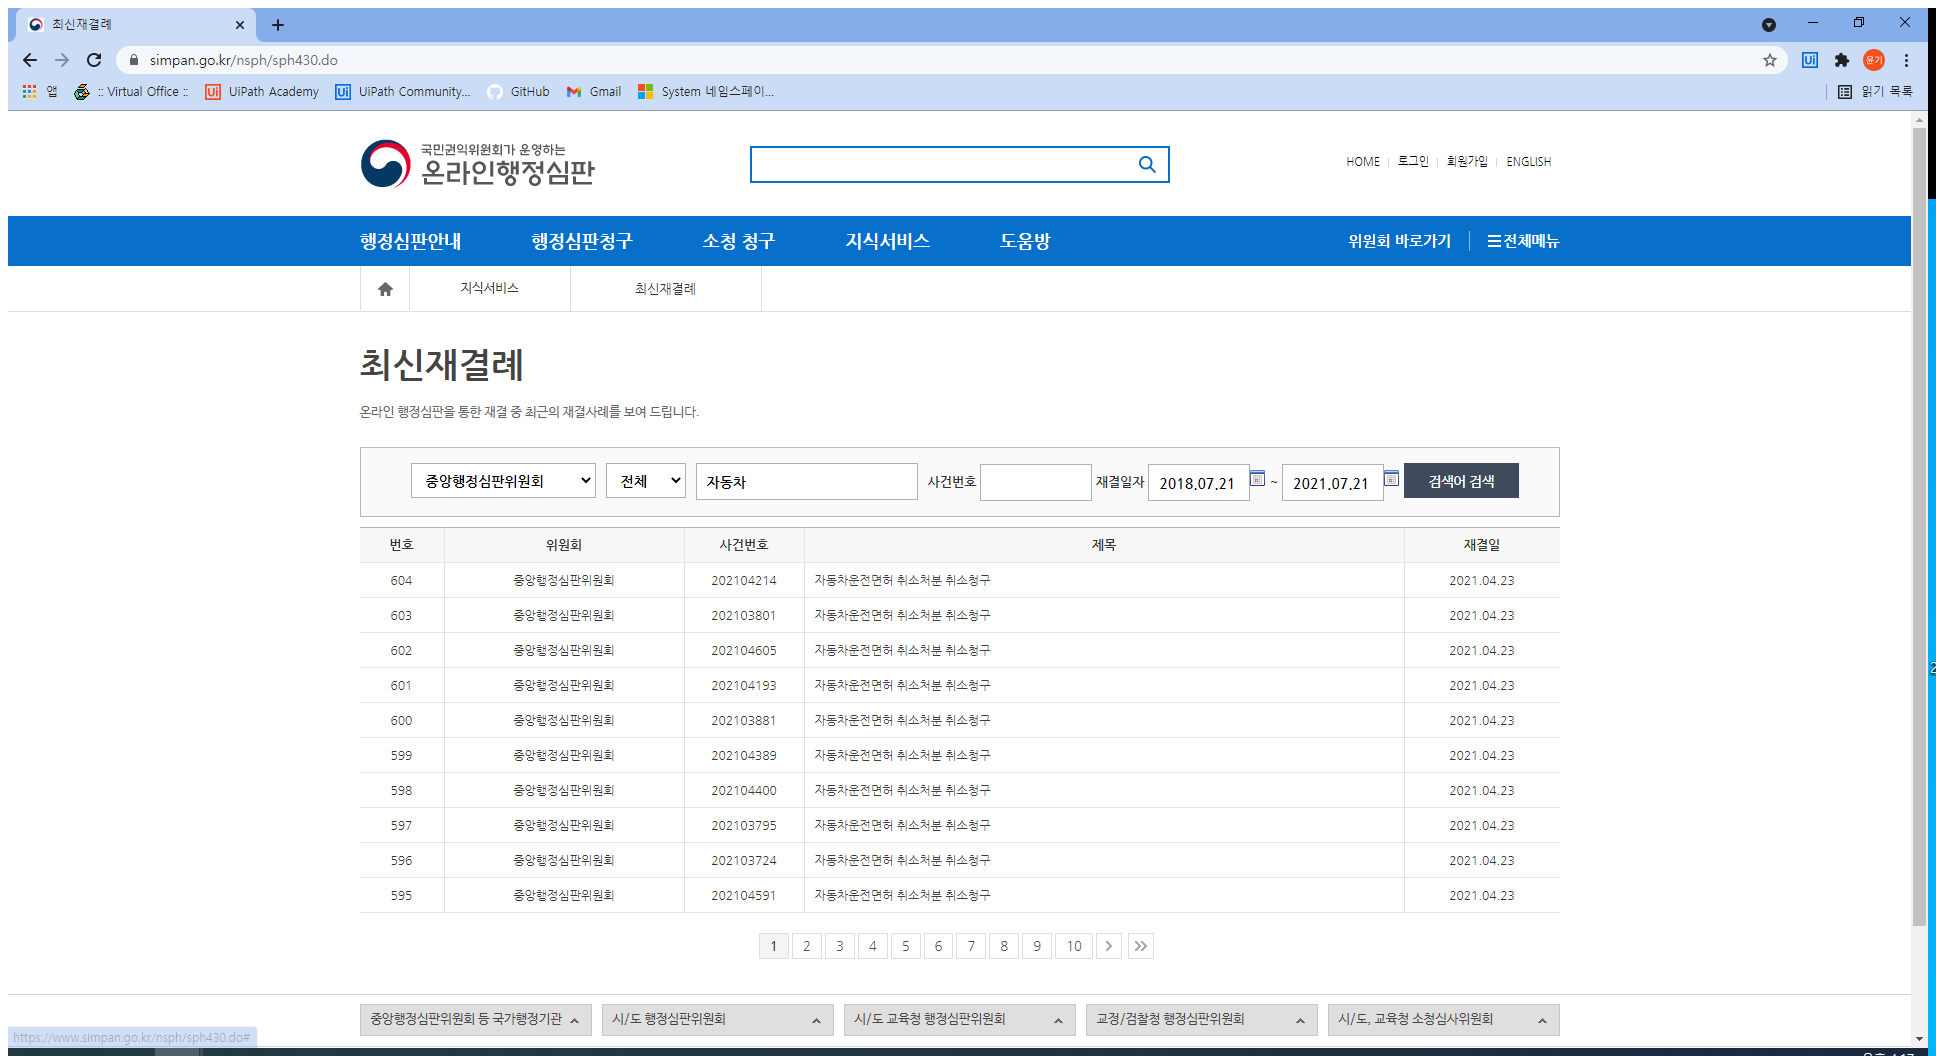 최신재결례
simpan.go.kr/nsph/sph430.do
윤기
앱 :: Virtual Office :: UiPath Academy UiPath Community... GitHub Gmail System 네임스페이... 읽기 목록
국민권익위원회가 운영하는
온라인행정심판
HOME 로그인 회원가입 ENGLISH
행정심판안내 행정심판청구 소청 청구 지식서비스 도움방 위원회 바로가기 전체메뉴
지식서비스 최신재결례
최신재결례
온라인 행정심판을 통한 재결 중 최근의 재결사례를 보여 드립니다.
중앙행정심판위원회 전체 자동차 사건번호 재결일자 2018.07.21 ~ 2021.07.21 검색어 검색
번호 위원회 사건번호 제목 재결일
604 중앙행정심판위원회 202104214 자동차운전면허 취소처분 취소청구 2021.04.23
603 중앙행정심판위원회 202103801 자동차운전면허 취소처분 취소청구 2021.04.23
602 중앙행정심판위원회 202104605 자동차운전면허 취소처분 취소청구 2021.04.23
601 중앙행정심판위원회 202104193 자동차운전면허 취소처분 취소청구 2021.04.23
600 중앙행정심판위원회 202103881 자동차운전면허 취소처분 취소청구 2021.04.23
599 중앙행정심판위원회 202104389 자동차운전면허 취소처분 취소청구 2021.04.23
598 중앙행정심판위원회 202104400 자동차운전면허 취소처분 취소청구 2021.04.23
597 중앙행정심판위원회 202103795 자동차운전면허 취소처분 취소청구 2021.04.23
596 중앙행정심판위원회 202103724 자동차운전면허 취소처분 취소청구 2021.04.23
595 중앙행정심판위원회 202104591 자동차운전면허 취소처분 취소청구 2021.04.23
1 2 3 4 5 6 7 8 9 10
중앙행정심판위원회 등 국가행정기관 시/도 행정심판위원회 시/도 교육청 행정심판위원회 교정/검찰청 행정심판위원회 시/도, 교육청 소청심사위원회
https://www.simpan.go.kr/nsph/sph430.do#